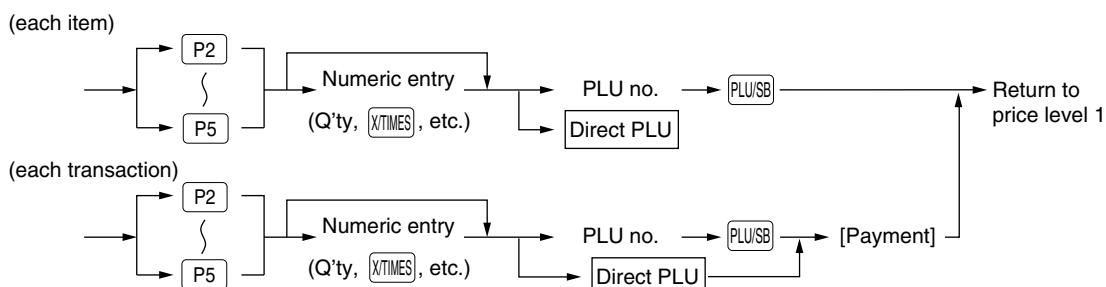 (each item)
P2
Numeric entry
PLU no.
PLU/SB
Return to
price level 1
P5
(Q'ty, X/TIMES, etc.)
Direct PLU
(each transaction)
P2
Numeric entry
PLU no.
PLU/SB
[Payment]
P5
(Q'ty, X/TIMES, etc.)
Direct PLU